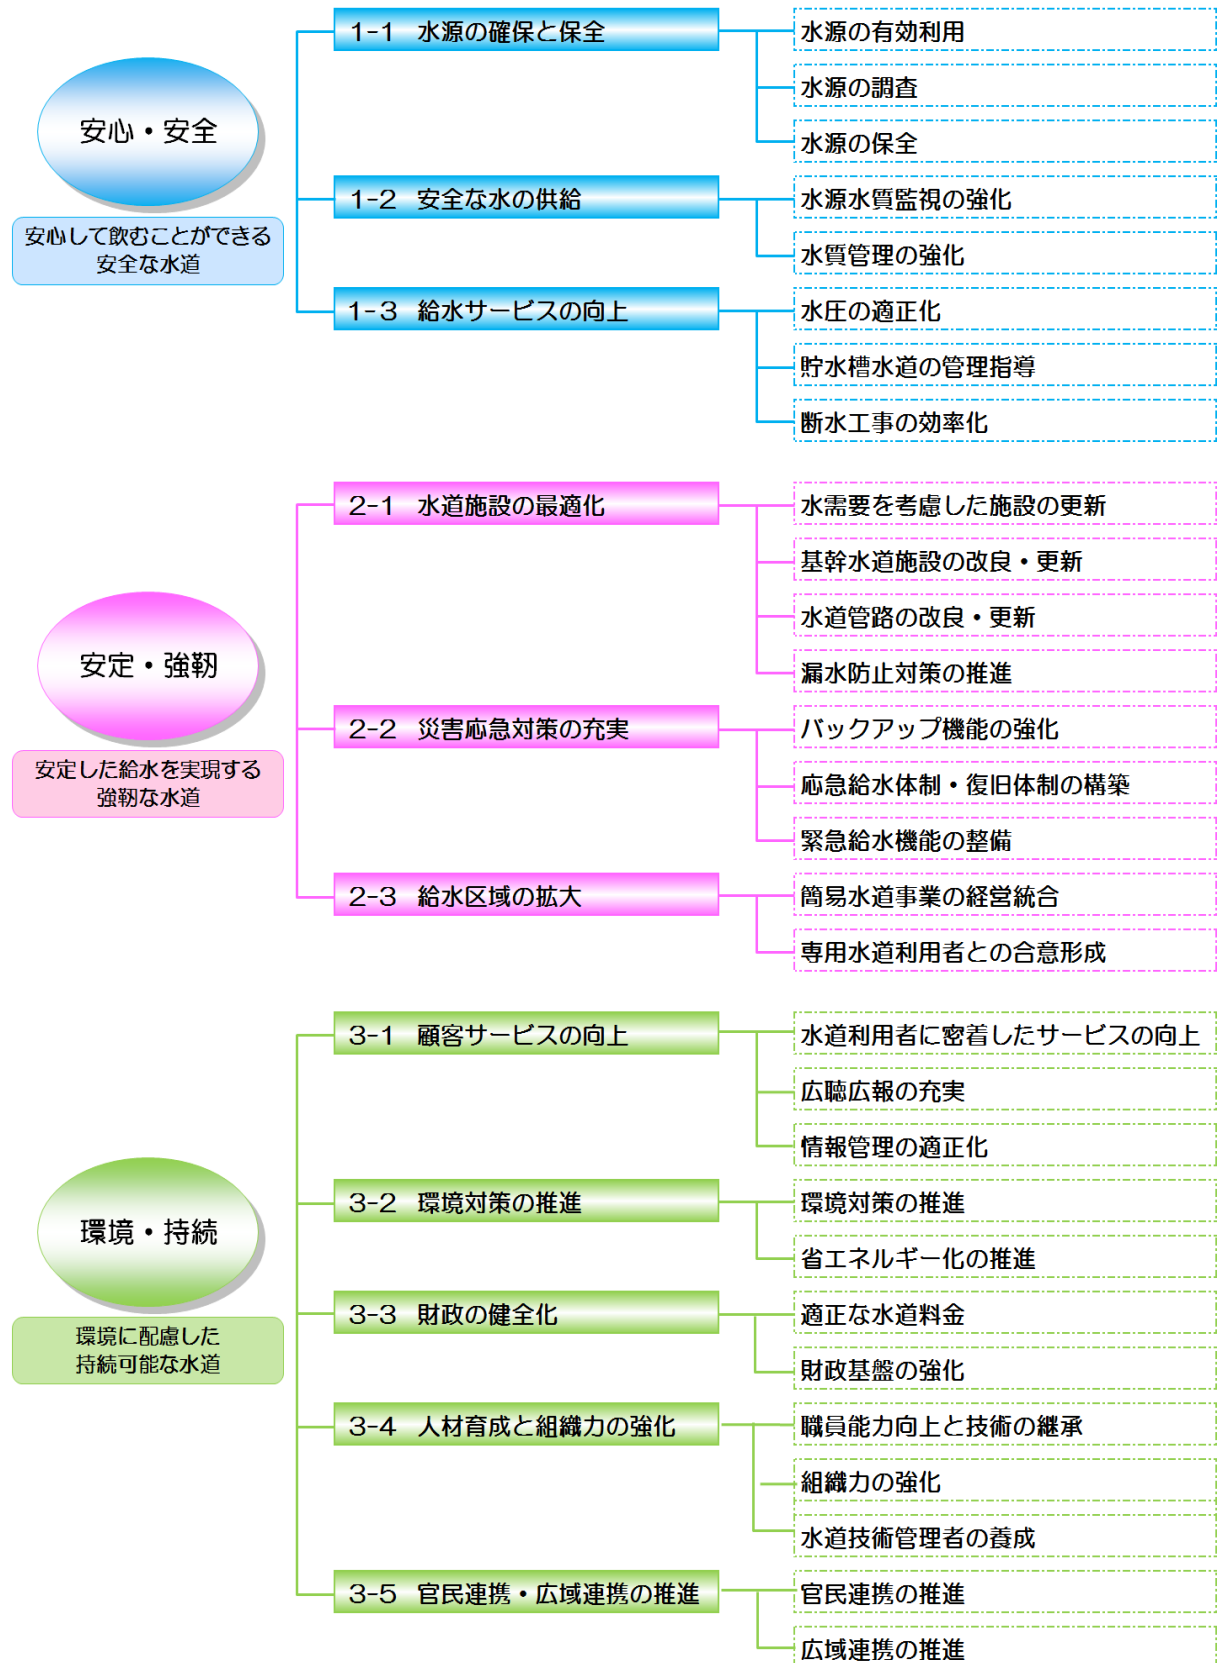 安心・安全
安心して飲むことができる
安全な水道
1-1 水源の確保と保全
水源の有効利用
水源の調査
水源の保全
1-2 安全な水の供給
水源水質監視の強化
水質管理の強化
1-3 給水サービスの向上
水圧の適正化
貯水槽水道の管理指導
断水工事の効率化
安定・強靭
安定した給水を実現する
強靭な水道
2-1 水道施設の最適化
水需要を考慮した施設の更新
基幹水道施設の改良・更新
水道管路の改良・更新
漏水防止対策の推進
2-2 災害応急対策の充実
バックアップ機能の強化
応急給水体制・復旧体制の構築
緊急給水機能の整備
2-3 給水区域の拡大
簡易水道事業の経営統合
専用水道利用者との合意形成
環境・持続
環境に配慮した
持続可能な水道
3-1 顧客サービスの向上
水道利用者に密着したサービスの向上
広聴広報の充実
情報管理の適正化
3-2 環境対策の推進
環境対策の推進
省エネルギー化の推進
3-3 財政の健全化
適正な水道料金
財政基盤の強化
3-4 人材育成と組織力の強化
職員能力向上と技術の継承
組織力の強化
水道技術管理者の養成
3-5 官民連携・広域連携の推進
官民連携の推進
広域連携の推進